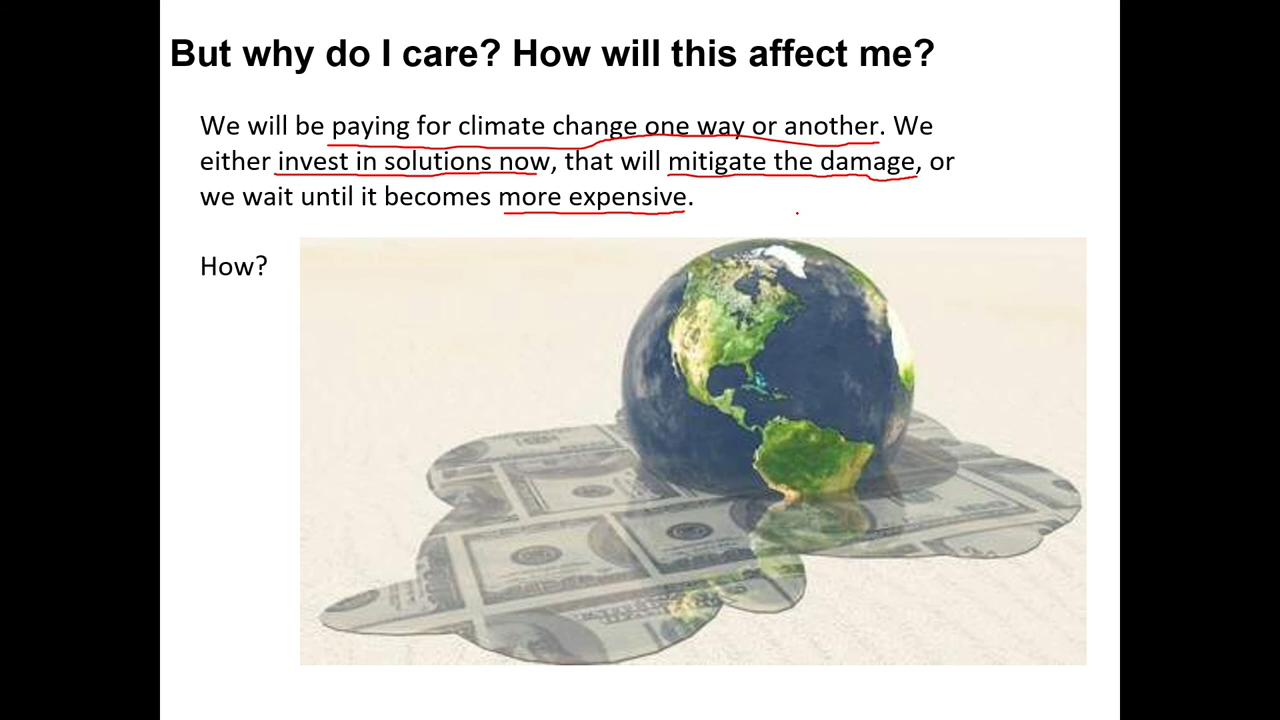 But why do I care? How will this affect me?
We will be paying for climate change one way or another. We
either invest in solutions now, that will mitigate the damage, or
we wait until it becomes more expensive.
How?